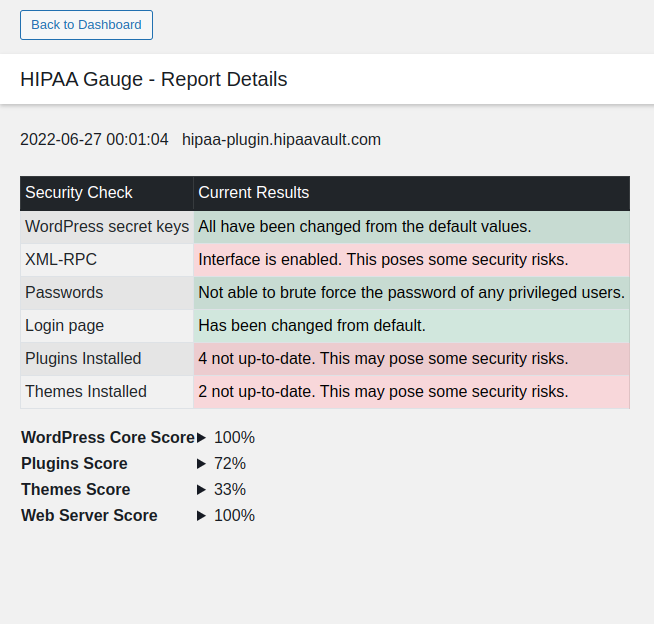 Back to Dashboard
HIPAA Gauge - Report Details
2022-06-27 00:01:04 hipaa-plugin.hipaavault.com
Security Check Current Results
WordPress secret keys All have been changed from the default values.
XML-RPC Interface is enabled. This poses some security risks.
Passwords Not able to brute force the password of any privileged users.
Login page Has been changed from default.
Plugins Installed 4 not up-to-date. This may pose some security risks.
Themes Installed 2 not up-to-date. This may pose some security risks.
WordPress Core Score 100%
Plugins Score 72%
Themes Score 33%
Web Server Score 100%